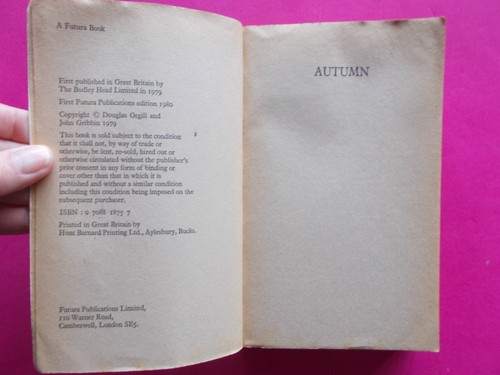 A Futura Book
First published in Great Britain by
The Bodley Head Limited in 1979
First Futura Publications edition 1980
Copyright © Douglas Orgill and
John Gribbin 1979
This book is sold subject to the condition
that it shall not, by way of trade or
otherwise, be lent, re-sold, hired out or
otherwise circulated without the publisher's
prior consent in any form of binding or
cover other than that in which it is
published and without a similar condition
including this condition being imposed on the
subsequent purchaser.
ISBN : 0 7088 1875 7
Printed in Great Britain by
Hunt Barnard Printing Ltd., Aylesbury, Bucks.
Futura Publications Limited,
110 Warner Road,
Camberwell, London SE5.
AUTUMN